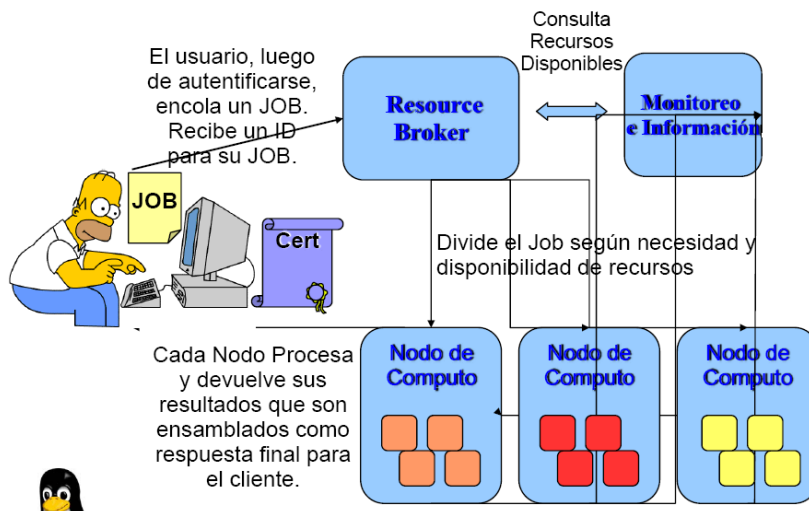 Consulta
Recursos
Disponibles
El usuario, luego
de autentificarse,
encola un JOB.
Recibe un ID
para su JOB.
Resource
Broker
Monitoreo
e Información
JOB
Cert
Divide el Job según necesidad y
disponibilidad de recursos
Cada Nodo Procesa
y devuelve sus
resultados que son
ensamblados como
respuesta final para
el cliente.
Nodo de
Computo
Nodo de
Computo
Nodo de
Computo